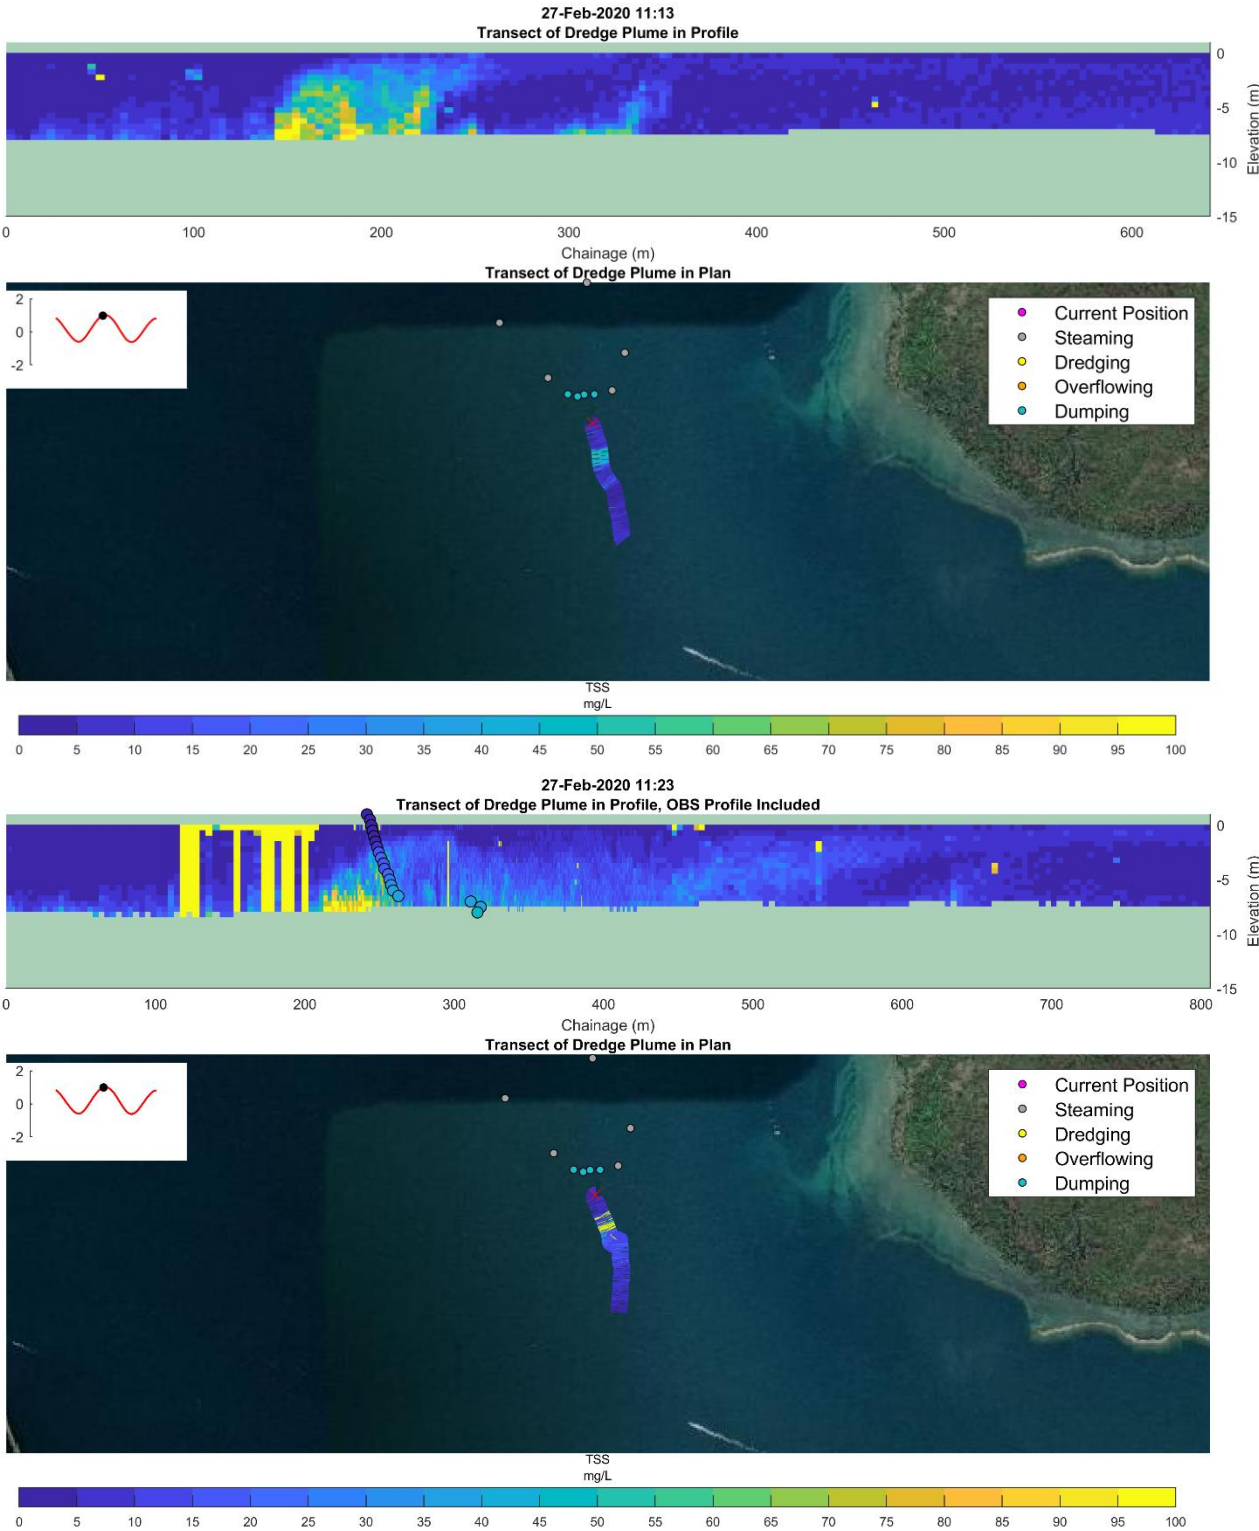 27-Feb-2020 11:13
Transect of Dredge Plume in Profile
0
-5
-10
-15
Elevation (m)
0 100 200 300 400 500 600
Chainage (m)
Transect of Dredge Plume in Plan
2
0
-2
Current Position
Steaming
Dredging
Overflowing
Dumping
TSS
mg/L
0 5 10 15 20 25 30 35 40 45 50 55 60 65 70 75 80 85 90 95 100
27-Feb-2020 11:23
Transect of Dredge Plume in Profile, OBS Profile Included
0
-5
-10
-15
Elevation (m)
0 100 200 300 400 500 600 700 800
Chainage (m)
Transect of Dredge Plume in Plan
2
0
-2
Current Position
Steaming
Dredging
Overflowing
Dumping
TSS
mg/L
0 5 10 15 20 25 30 35 40 45 50 55 60 65 70 75 80 85 90 95 100